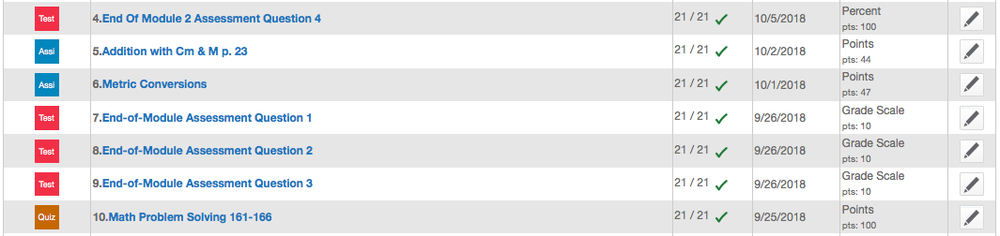 Test 4.End Of Module 2 Assessment Question 4 21 / 21 10/5/2018 Percent
pts: 100
Assi 5.Addition with Cm & M p. 23 21 / 21 10/2/2018 Points
pts: 44
Assi 6.Metric Conversions 21 / 21 10/1/2018 Points
pts: 47
Test 7.End-of-Module Assessment Question 1 21 / 21 9/26/2018 Grade Scale
pts: 10
Test 8.End-of-Module Assessment Question 2 21 / 21 9/26/2018 Grade Scale
pts: 10
Test 9.End-of-Module Assessment Question 3 21 / 21 9/26/2018 Grade Scale
pts: 10
Quiz 10.Math Problem Solving 161-166 21 / 21 9/25/2018 Points
pts: 100